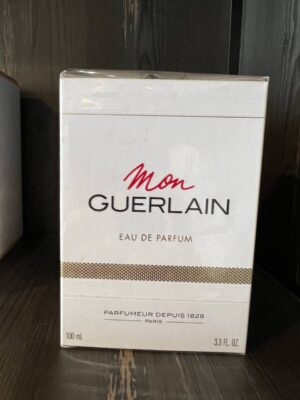 Mon
GUERLAIN
EAU DE PARFUM
PARFUMEUR DEPUIS 1828
PARIS
100 ml 3.3 FL. OZ.